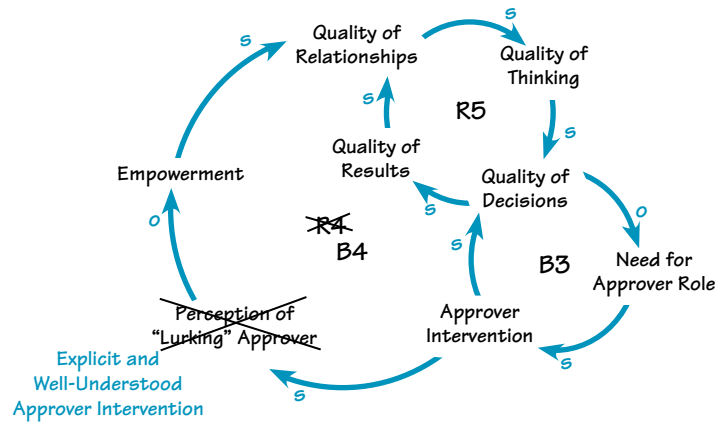 Quality of
Relationships
s
s
Quality of
Thinking
s
R5
s
Quality of
Results
Empowerment
Quality of
Decisions
s
o
o
R4
B4
s
B3
Need for
Approver Role
Perception of
"Lurking" Approver
Approver
Intervention
s
s
Explicit and
Well-Understood
Approver Intervention